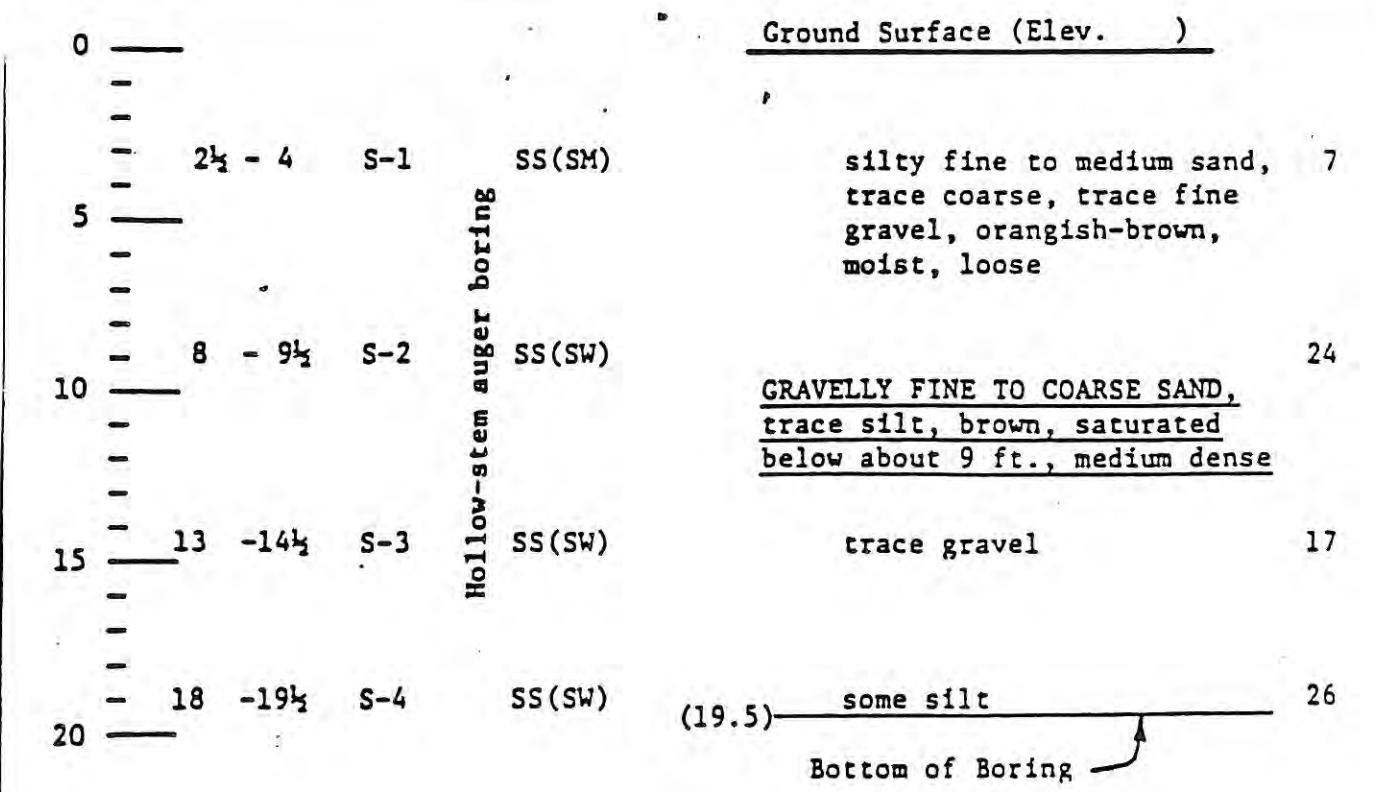 0 Ground Surface (Elev. )
2½ - 4 S-1 SS(SM) silty fine to medium sand, 7
trace coarse, trace fine
5
gravel, orangish-brown,
moist, loose
Hollow-stem auger boring
8 - 9½ S-2 SS(SW) 24
10
GRAVELLY FINE TO COARSE SAND,
trace silt, brown, saturated
below about 9 ft., medium dense
13 -14½ S-3 SS(SW) trace gravel 17
15
18 -19½ S-4 SS(SW) some silt 26
(19.5)
20
Bottom of Boring